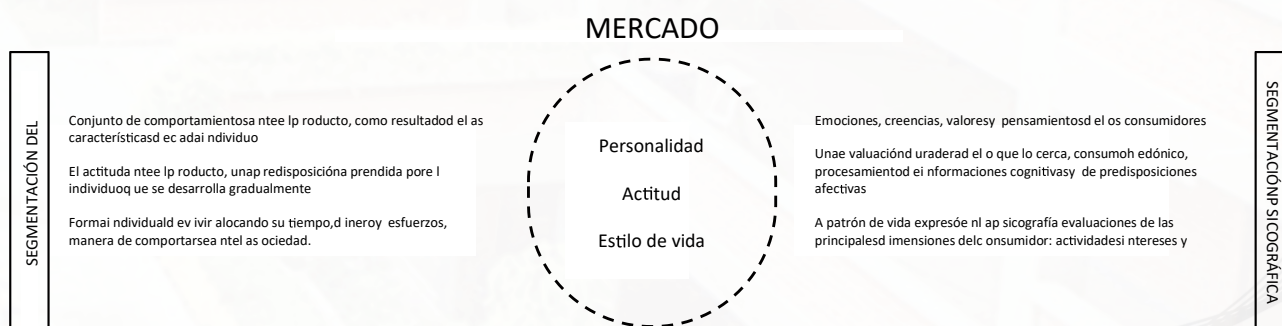 MERCADO
SEGMENTACIÓN DEL
Conjunto de comportamientosa ntee lp roducto, como resultadod el as
característicasd ec adai ndividuo
El actituda ntee lp roducto, unap redisposicióna prendida pore l
individuoq ue se desarrolla gradualmente
Formai ndividuald ev ivir alocando su tiempo,d ineroy esfuerzos,
manera de comportarsea ntel as ociedad.
Personalidad
Actitud
Estilo de vida
Emociones, creencias, valoresy pensamientosd el os consumidores
Unae valuaciónd uraderad el o que lo cerca, consumoh edónico,
procesamientod ei nformaciones cognitivasy de predisposiciones
afectivas
A patrón de vida expresóe nl ap sicografía evaluaciones de las
principalesd imensiones delc onsumidor: actividadesi ntereses y
SEGMENTACIÓNP SICOGRÁFICA